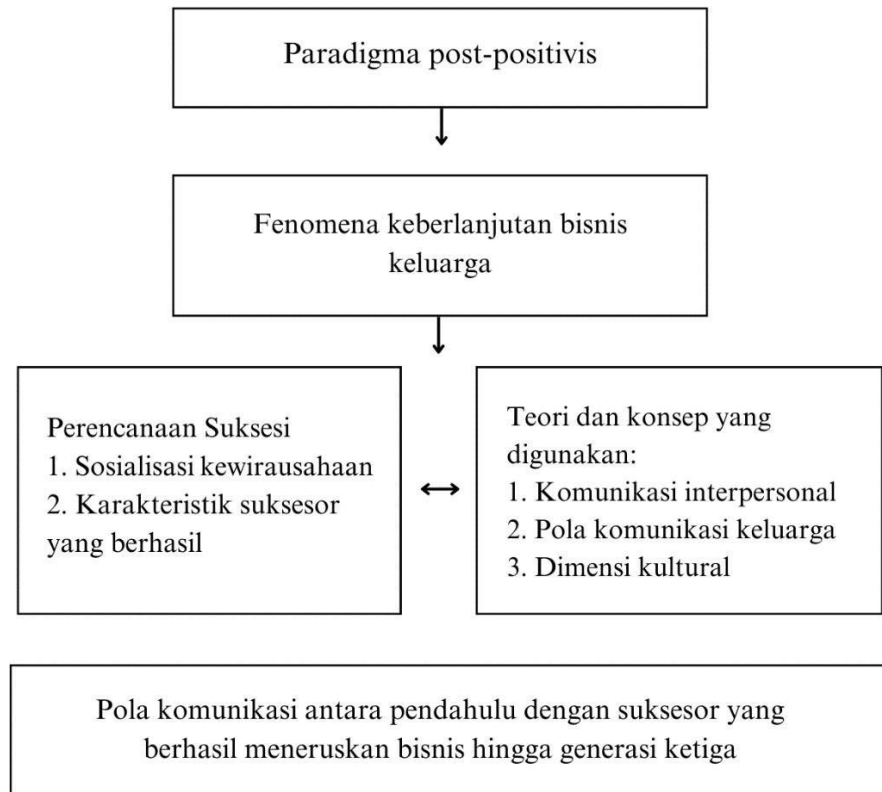 Paradigma post-positivis
Fenomena keberlanjutan bisnis
keluarga
Perencanaan Suksesi
1. Sosialisasi kewirausahaan
2. Karakteristik suksesor
yang berhasil
Teori dan konsep yang
digunakan:
1. Komunikasi interpersonal
2. Pola komunikasi keluarga
3. Dimensi kultural
Pola komunikasi antara pendahulu dengan suksesor yang
berhasil meneruskan bisnis hingga generasi ketiga